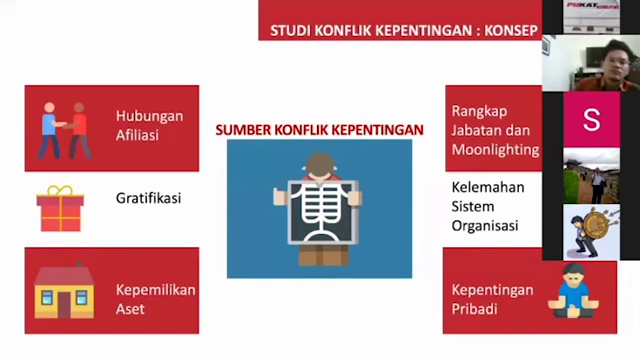 STUDI KONFLIK KEPENTINGAN : KONSEP
Hubungan
Afiliasi
Gratifikasi
Kepemilikan
Aset
SUMBER KONFLIK KEPENTINGAN
Rangkap
Jabatan dan
Moonlighting
Kelemahan
Sistem
Organisasi
Kepentingan
Pribadi
S